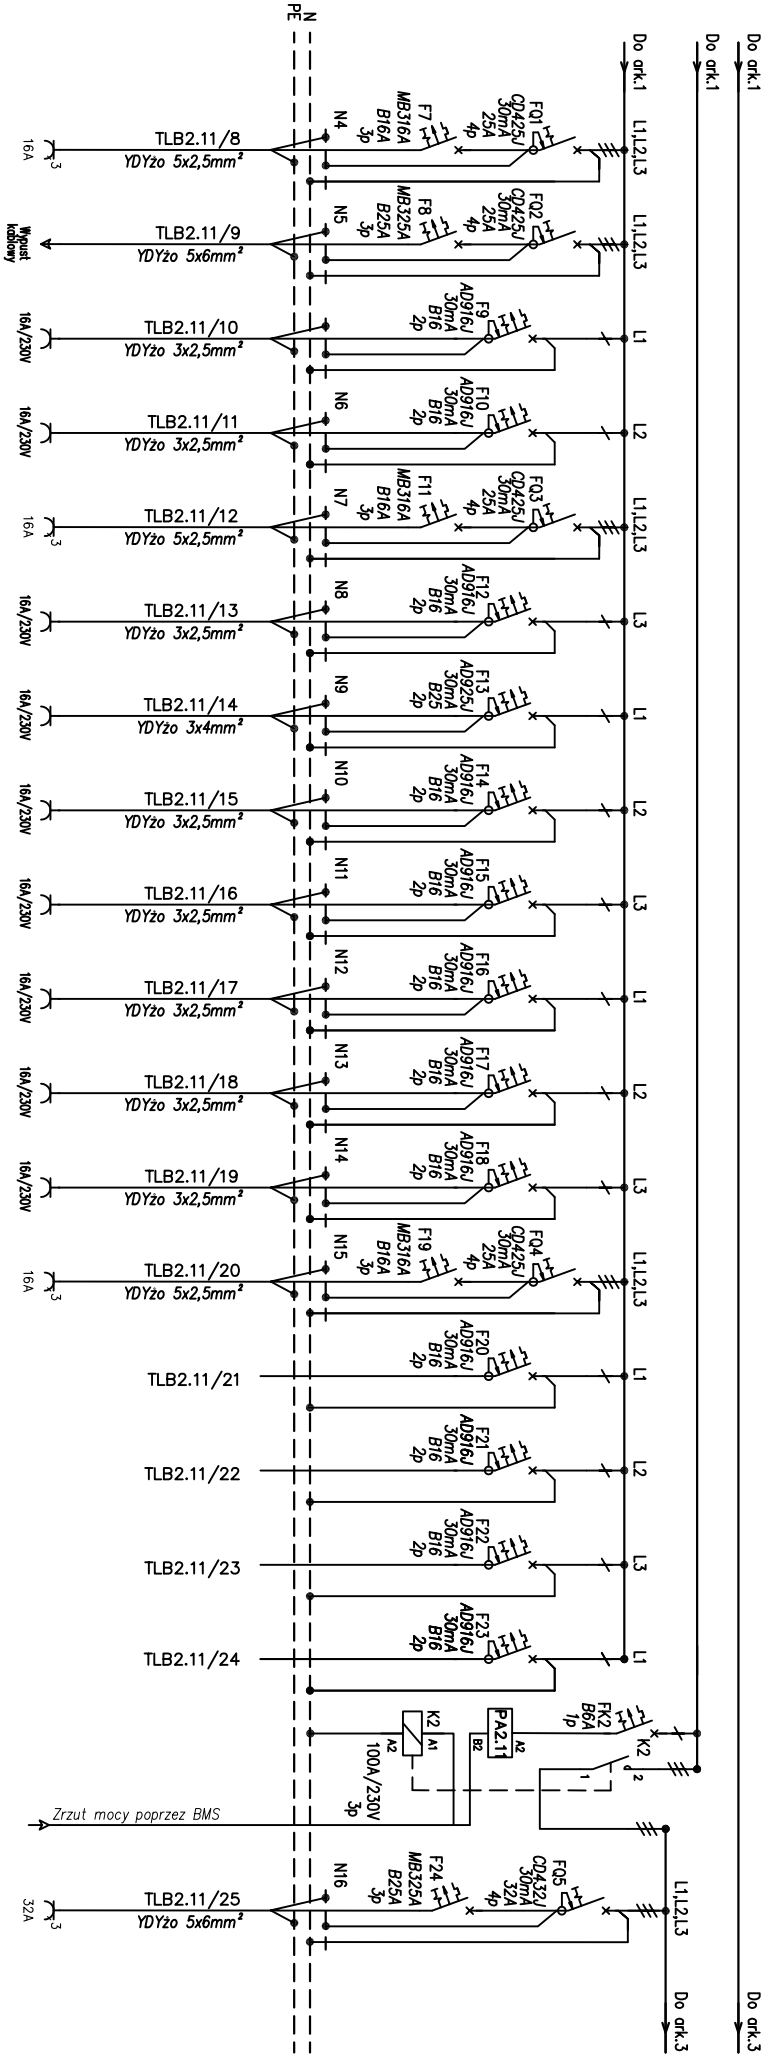 Do ark.1
Do ark.1
Do ark.1
N
PE
L1,L2,L3
FQ1
CD425J
30mA
25A
4p
F7
MB316A
B16A
3p
N4
TLB2.11/8
YDYżo 5x2,5mm²
3
16A
L1,L2,L3
FQ2
CD425J
30mA
25A
4p
F8
MB325A
B25A
3p
N5
TLB2.11/9
YDYżo 5x6mm²
Wypust
kablowy
L1
F9
AD916J
30mA
B16
2p
TLB2.11/10
YDYżo 3x2,5mm²
16A/230V
L2
F10
AD916J
30mA
B16
2p
N6
TLB2.11/11
YDYżo 3x2,5mm²
16A/230V
L1,L2,L3
FQ3
CD425J
30mA
25A
4p
F11
MB316A
B16A
3p
N7
TLB2.11/12
YDYżo 5x2,5mm²
3
16A
L3
F12
AD916J
30mA
B16
2p
N8
TLB2.11/13
YDYżo 3x2,5mm²
16A/230V
L1
F13
AD925J
30mA
B25
2p
N9
TLB2.11/14
YDYżo 3x4mm²
16A/230V
L2
F14
AD916J
30mA
B16
2p
N10
TLB2.11/15
YDYżo 3x2,5mm²
16A/230V
L3
F15
AD916J
30mA
B16
2p
N11
TLB2.11/16
YDYżo 3x2,5mm²
16A/230V
L1
F16
AD916J
30mA
B16
2p
N12
TLB2.11/17
YDYżo 3x2,5mm²
16A/230V
L2
F17
AD916J
30mA
B16
2p
N13
TLB2.11/18
YDYżo 3x2,5mm²
16A/230V
L3
F18
AD916J
30mA
B16
2p
N14
TLB2.11/19
YDYżo 3x2,5mm²
16A/230V
L1,L2,L3
FQ4
CD425J
30mA
25A
4p
F19
MB316A
B16A
3p
N15
TLB2.11/20
YDYżo 5x2,5mm²
3
16A
L1
F20
AD916J
30mA
B16
2p
TLB2.11/21
L2
F21
AD916J
30mA
B16
2p
TLB2.11/22
L3
F22
AD916J
30mA
B16
2p
TLB2.11/23
L1
F23
AD916J
30mA
B16
2p
TLB2.11/24
FK2
B6A
1p
K2
2
1
PA2.11
A2
B2
K2
A1
A2
100A/230V
3p
Zrzut mocy poprzez BMS
L1,L2,L3
FQ5
CD432J
30mA
32A
4p
F24
MB325A
B25A
3p
N16
TLB2.11/25
YDYżo 5x6mm²
3
32A
Do ark.3
Do ark.3